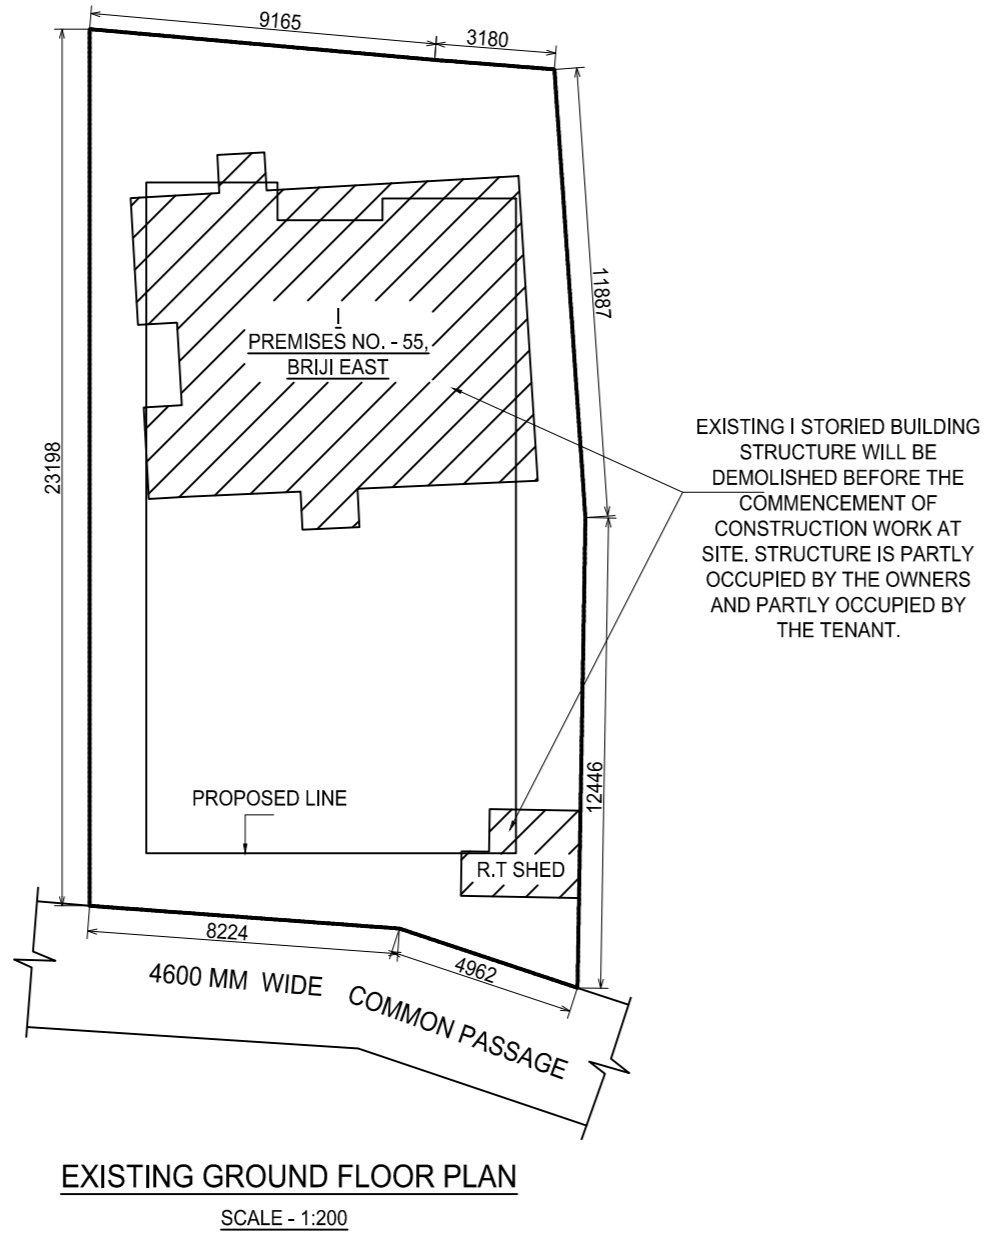 9165
3180
11887
I
PREMISES NO. - 55,
BRIJI EAST
23198
EXISTING I STORIED BUILDING
STRUCTURE WILL BE
DEMOLISHED BEFORE THE
COMMENCEMENT OF
CONSTRUCTION WORK AT
SITE. STRUCTURE IS PARTLY
OCCUPIED BY THE OWNERS
AND PARTLY OCCUPIED BY
THE TENANT.
12446
PROPOSED LINE
R.T SHED
8224
4962
4600 MM WIDE COMMON PASSAGE
EXISTING GROUND FLOOR PLAN
SCALE - 1:200